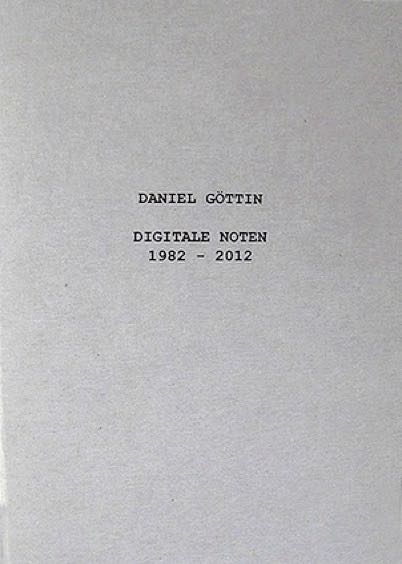 DANIEL GÖTTIN
DIGITALE NOTEN
1982 - 2012